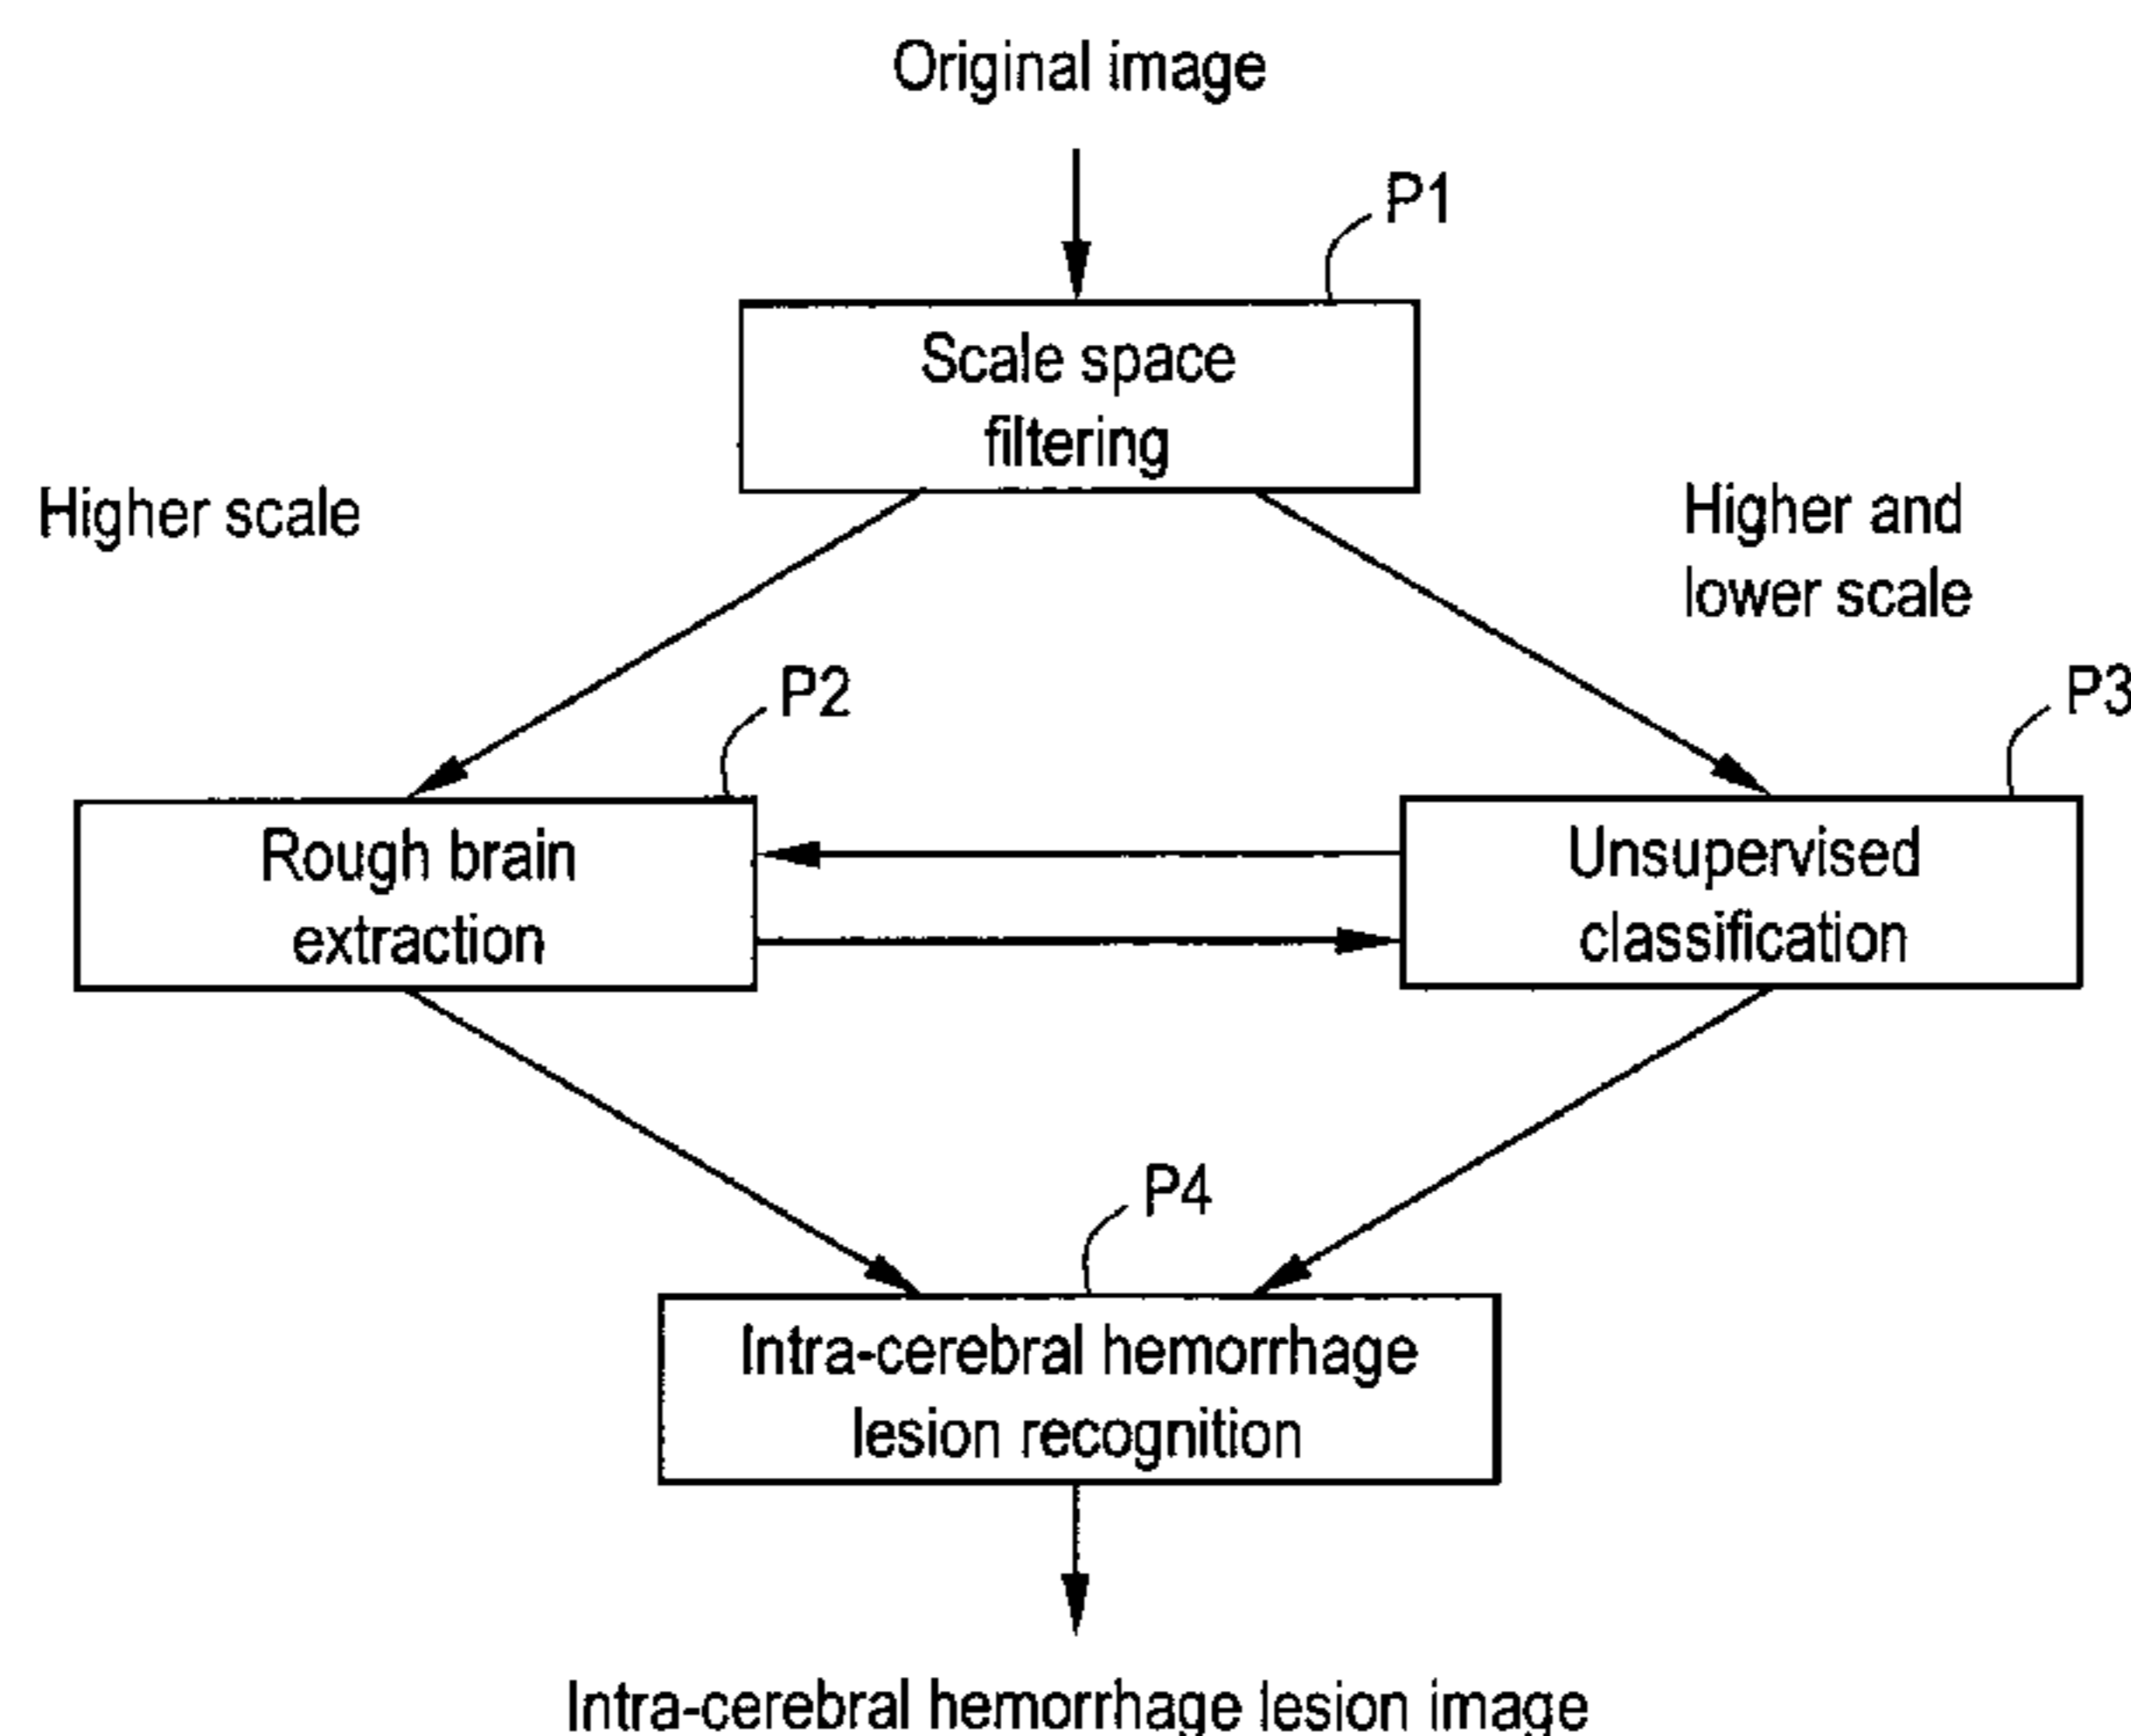 Original image
P1
Scale space
filtering
Higher scale
Higher and
lower scale
P2
P3
Rough brain
extraction
Unsupervised
classification
P4
Intra-cerebral hemorrhage
lesion recognition
Intra-cerebral hemorrhage lesion image